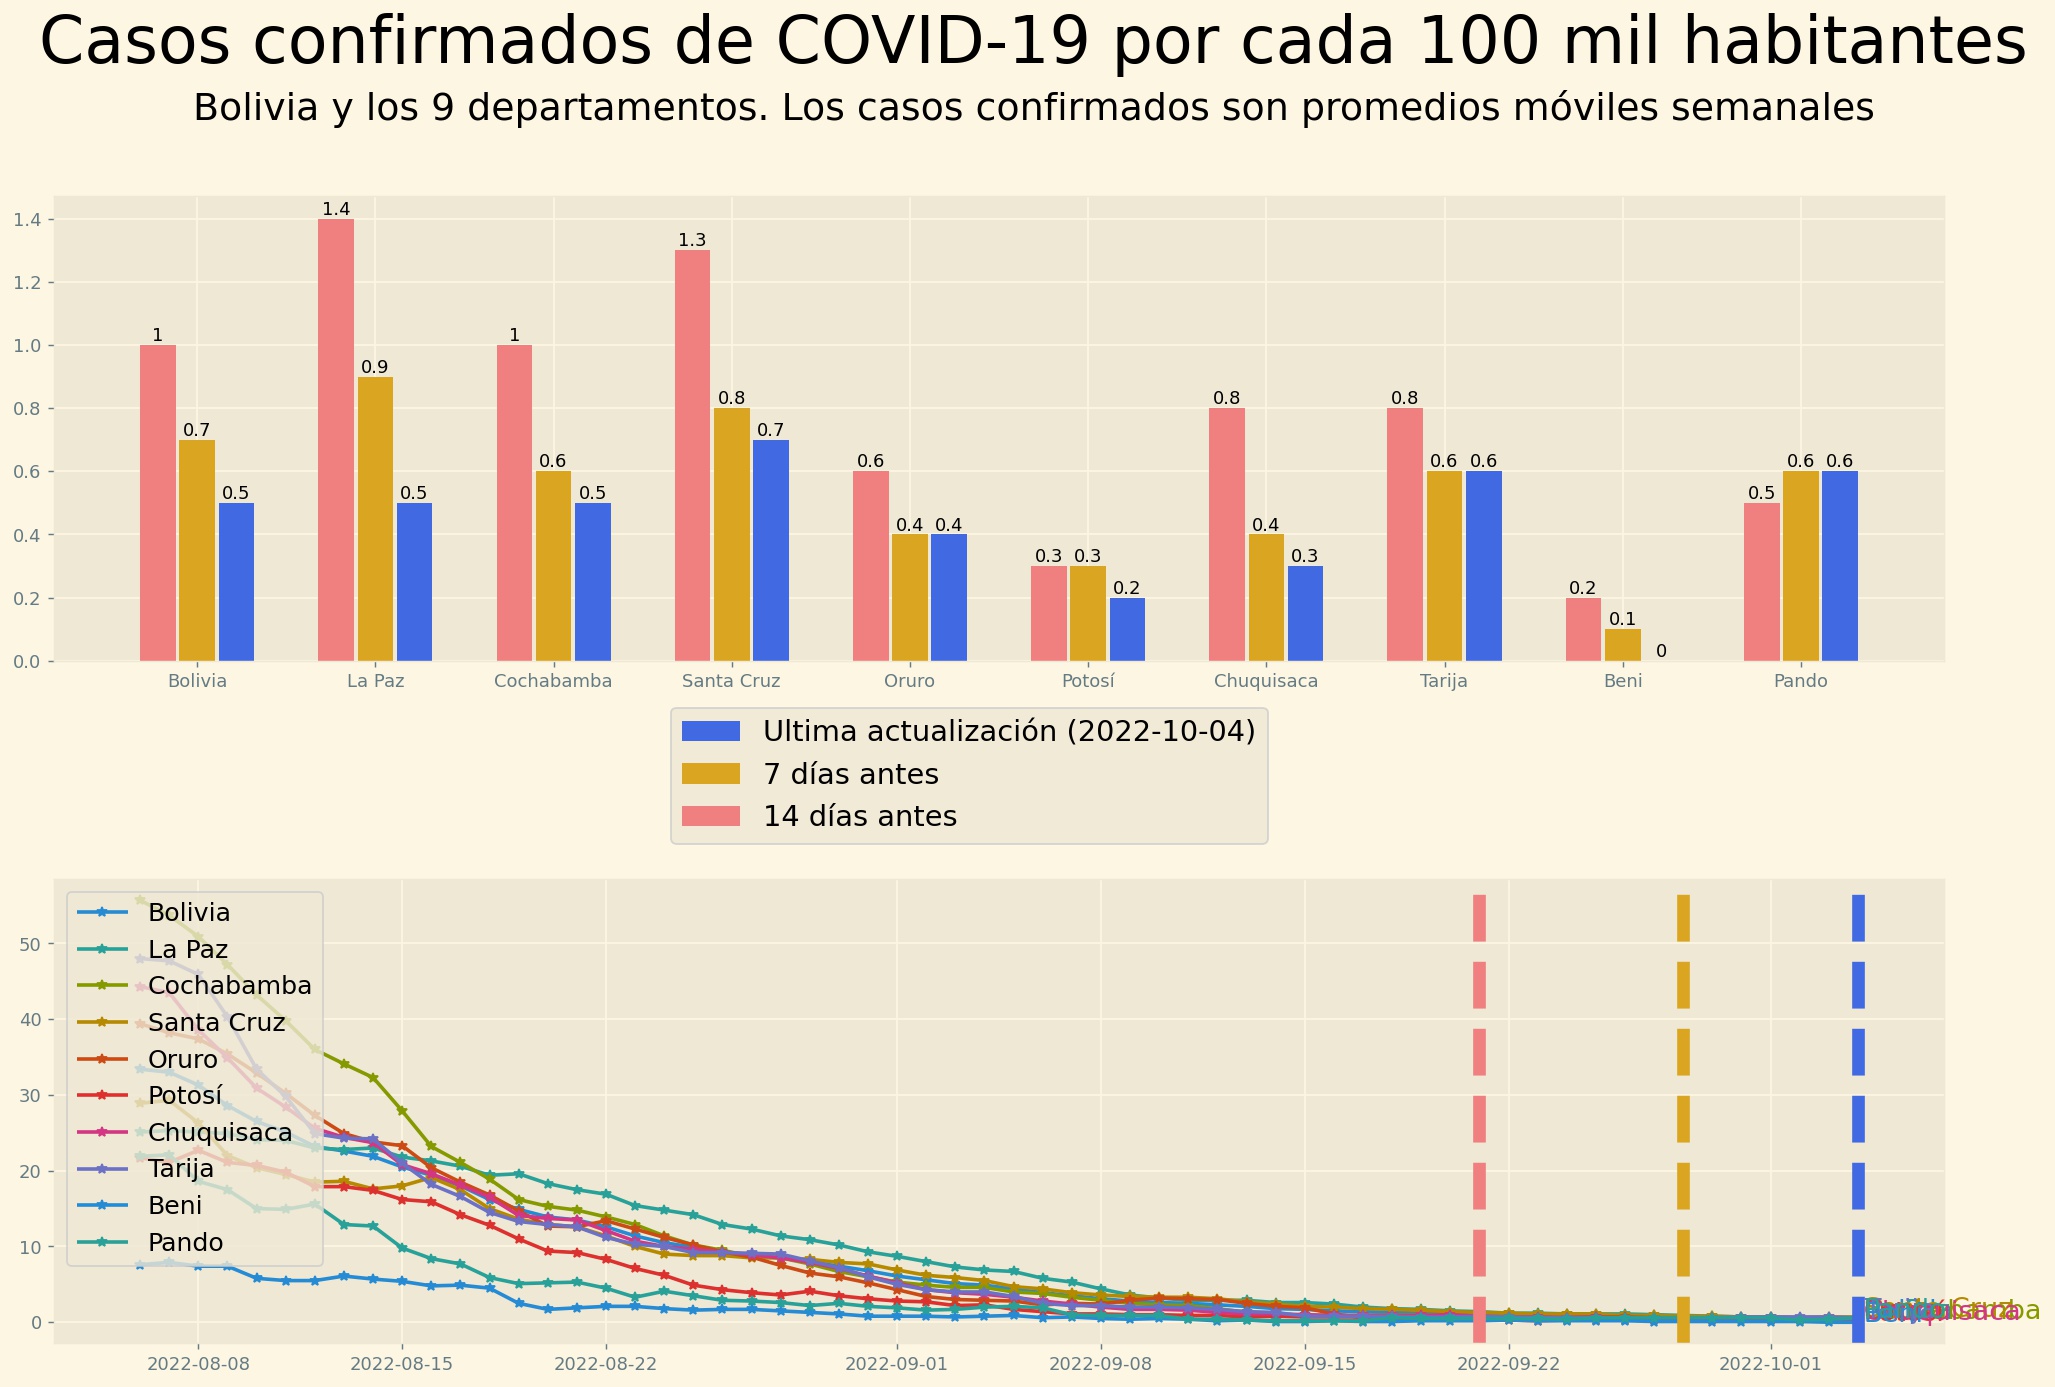 Casos confirmados de COVID-19 por cada 100 mil habitantes
Bolivia y los 9 departamentos. Los casos confirmados son promedios móviles semanales
1.4
1.2
1.0
0.8
0.6
0.4
0.2
0.0
1 0.7 0.5
1.4 0.9 0.5
1 0.6 0.5
1.3 0.8 0.7
0.6 0.4 0.4
0.3 0.3 0.2
0.8 0.4 0.3
0.8 0.6 0.6
0.2 0.1 0
0.5 0.6 0.6
Bolivia La Paz Cochabamba Santa Cruz Oruro Potosí Chuquisaca Tarija Beni Pando
Ultima actualización (2022-10-04)
7 días antes
14 días antes
50
40
30
20
10
0
Bolivia
La Paz
Cochabamba
Santa Cruz
Oruro
Potosí
Chuquisaca
Tarija
Beni
Pando
2022-08-08 2022-08-15 2022-08-22 2022-09-01 2022-09-08 2022-09-15 2022-09-22 2022-10-01